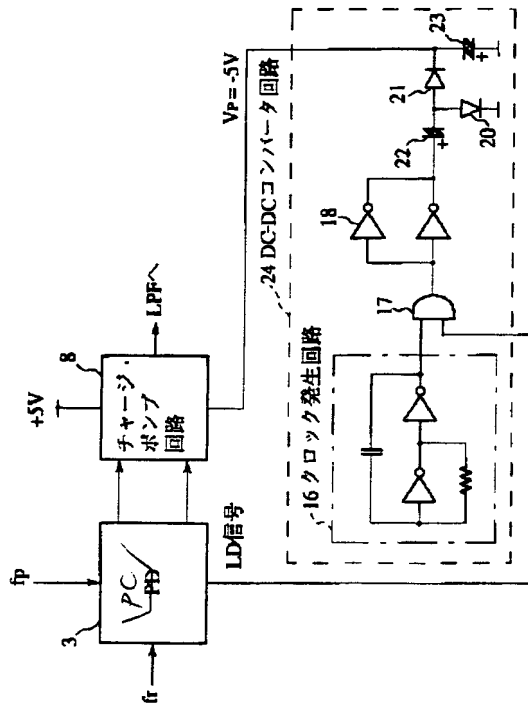 fp
fr
3
PC
PD
LD信号
+5V
8
チャージ
ポンプ
回路
LPFへ
VP = -5V
24 DC-DCコンバータ回路
16クロック発生回路
17
18
22
+
21
20
23
+